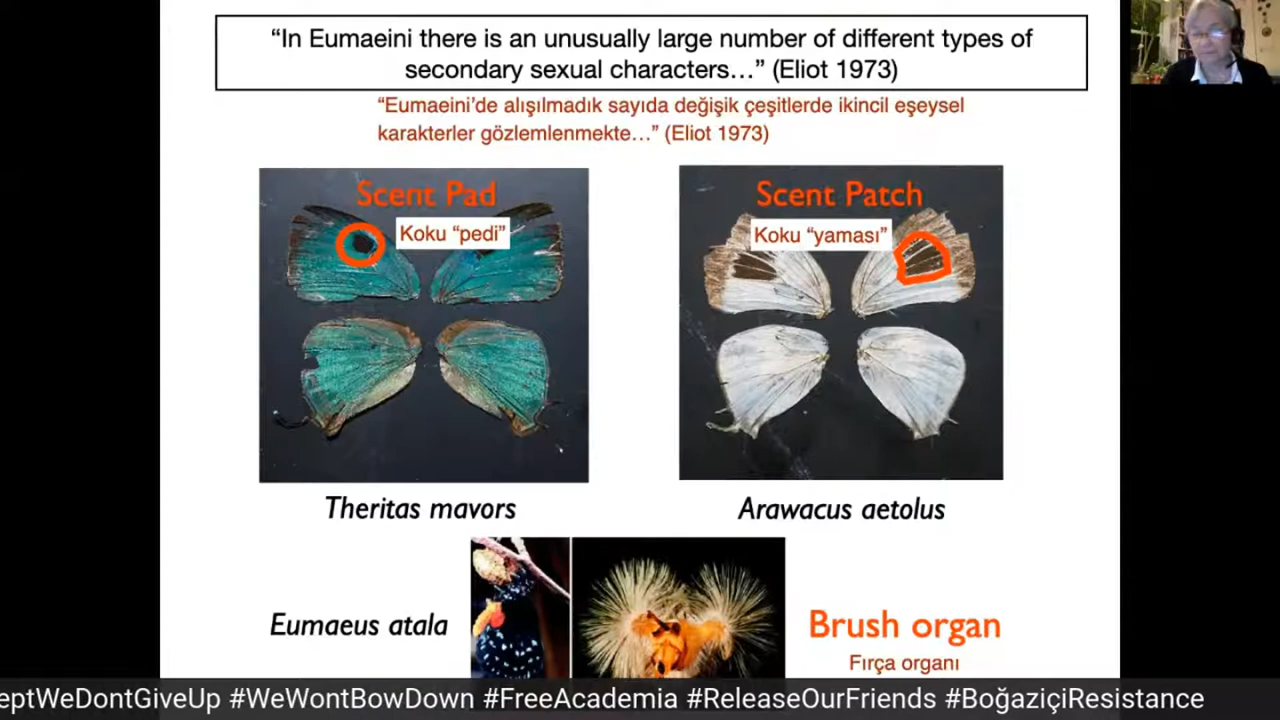 “In Eumaeini there is an unusually large number of different types of
secondary sexual characters…” (Eliot 1973)
“Eumaeini’de alışılmadık sayıda değişik çeşitlerde ikincil eşeysel
karakterler gözlemlenmekte…” (Eliot 1973)
Scent Pad
Koku “pedi”
Scent Patch
Koku “yaması”
Theritas mavors
Arawacus aetolus
Eumaeus atala
Brush organ
Fırça organı
eptWeDontGiveUp #WeWontBowDown #FreeAcademia #ReleaseOurFriends #BoğaziçiResistance